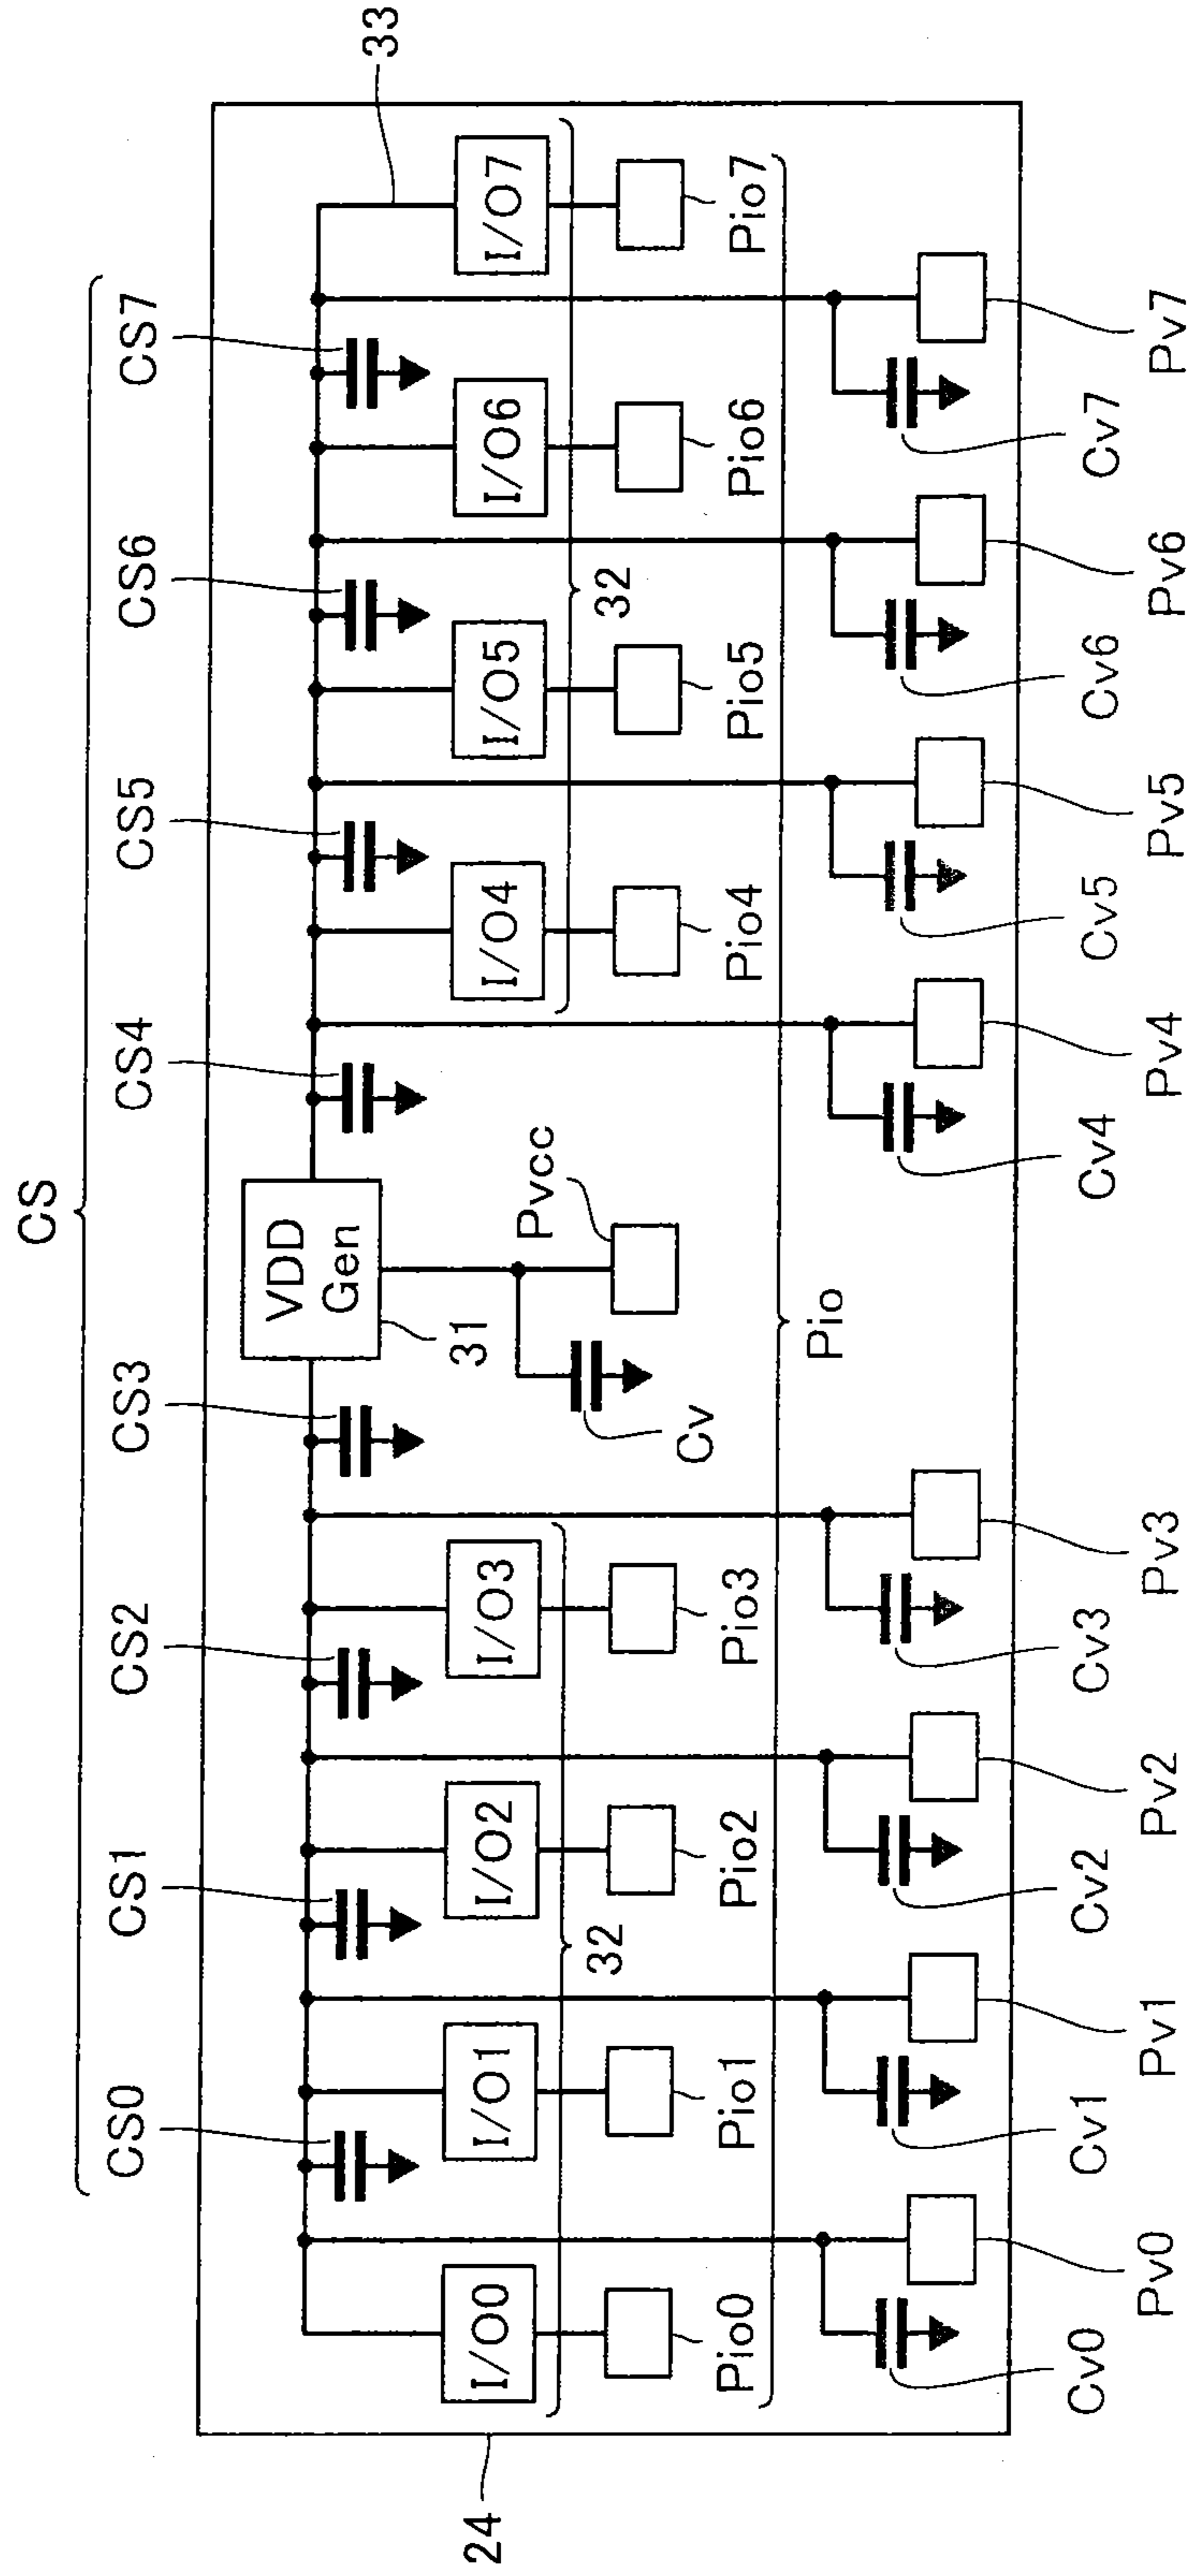 CS
CS0
CS1
CS2
CS3
CS4
CS5
CS6
CS7
33
VDD
Gen
31
I/O0
I/O1
I/O2
I/O3
I/O4
I/O5
I/O6
I/O7
32
32
Pvcc
Cv
Pio0
Pio1
Pio2
Pio3
Pio4
Pio5
Pio6
Pio7
Pio
Cv0
Cv1
Cv2
Cv3
Cv4
Cv5
Cv6
Cv7
Pv0
Pv1
Pv2
Pv3
Pv4
Pv5
Pv6
Pv7
24